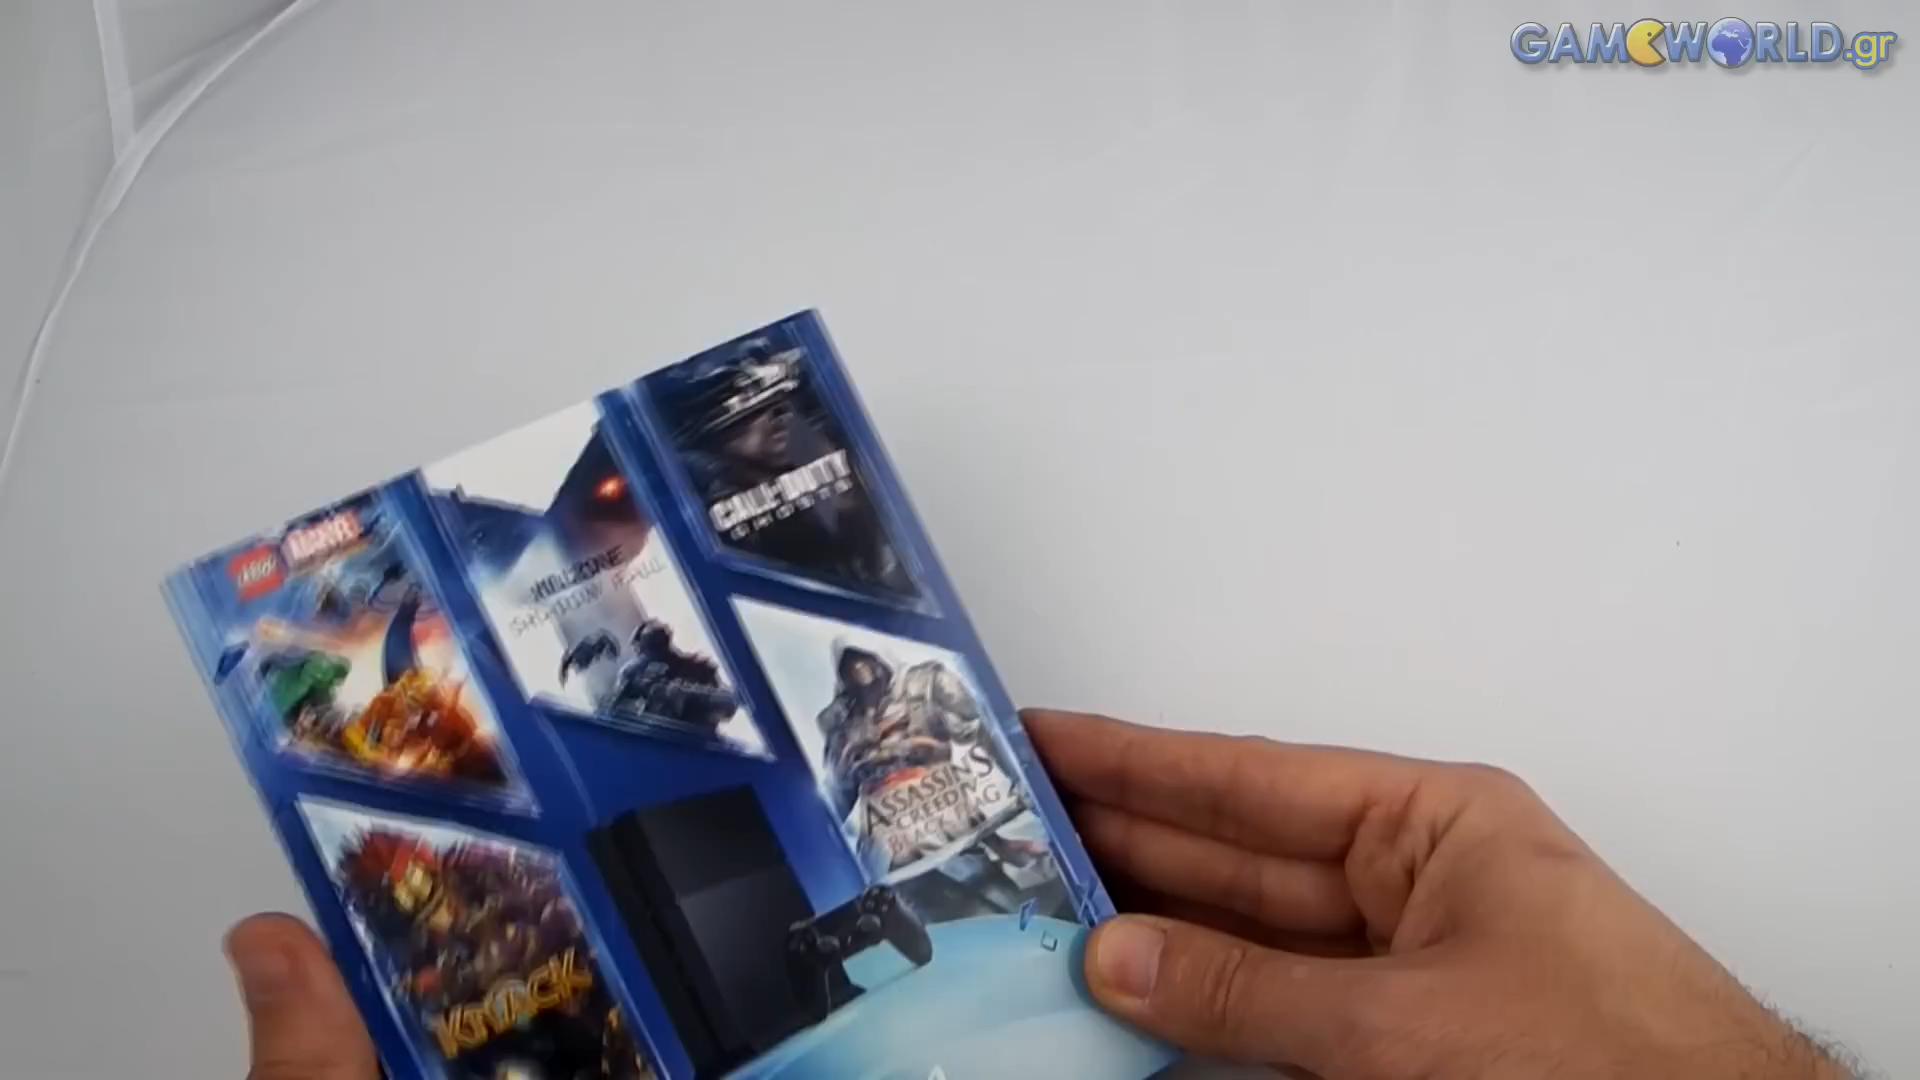 GAMEWORLD.gr
LEGO MARVEL
KILLZONE
SHADOW FALL
CALL OF DUTY
GHOSTS
ASSASSIN'S
CREED IV
BLACK FLAG
KNACK